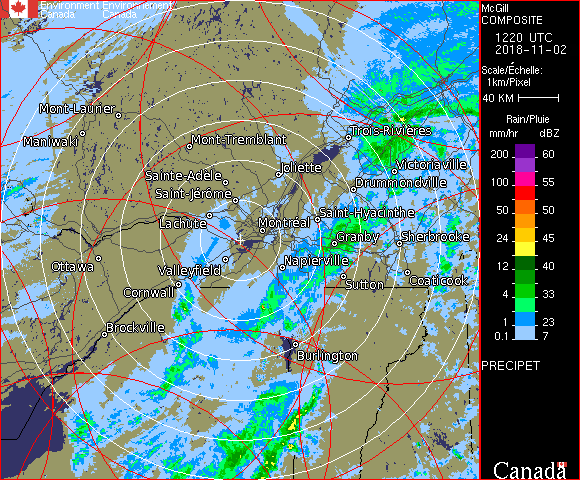 Environment Environnement
Canada Canada
Mont-Laurier
Maniwaki
Mont-Tremblant
Trois-Rivières
Joliette
Victoriaville
Sainte-Adèle
Drummondville
Saint-Jérôme
Lachute
Saint-Hyacinthe
Montréal
Granby
Sherbrooke
Ottawa
Valleyfield
Napierville
Cornwall
Sutton
Coaticook
Brockville
Burlington
McGill
COMPOSITE
1220 UTC
2018-11-02
Scale/Échelle:
1km/Pixel
40 KM
Rain/Pluie
mm/hr dBZ
200 60
100 55
50 50
24 45
12 40
4 33
1 23
0.1 7
PRECIPET
Canada